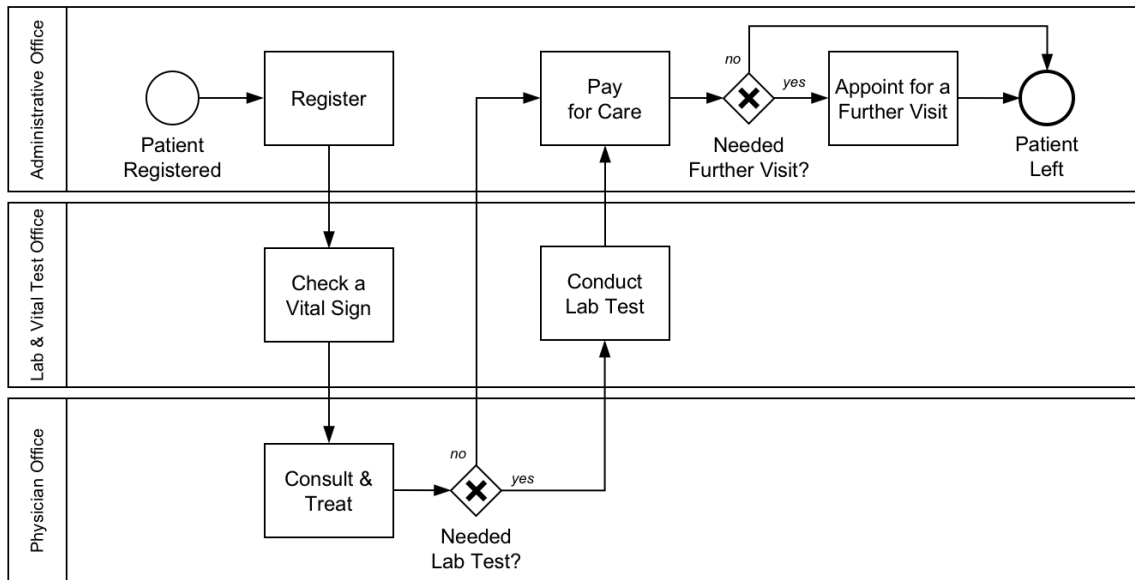 Administrative Office
Patient
Registered
Register
Pay
for Care
no
yes
Needed
Further Visit?
Appoint for a
Further Visit
Patient
Left
Lab & Vital Test Office
Check a
Vital Sign
Conduct
Lab Test
Physician Office
Consult &
Treat
no
yes
Needed
Lab Test?